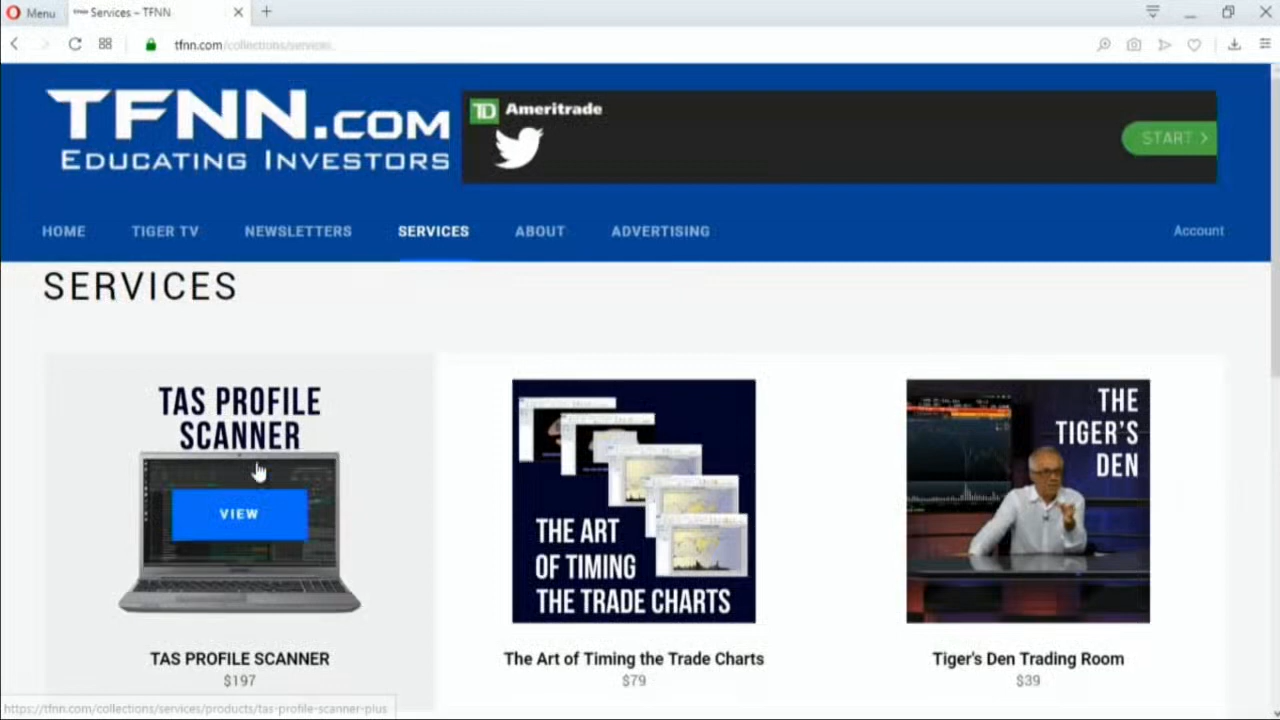 Menu
Services – TFNN
tfnn.com/collections/services
TFNN.COM
EDUCATING INVESTORS
TD Ameritrade
START >
HOME
TIGER TV
NEWSLETTERS
SERVICES
ABOUT
ADVERTISING
Account
SERVICES
TAS PROFILE
SCANNER
VIEW
THE ART
OF TIMING
THE TRADE CHARTS
THE
TIGER'S
DEN
TAS PROFILE SCANNER
$197
The Art of Timing the Trade Charts
$79
Tiger's Den Trading Room
$39
https://tfnn.com/collections/services/products/tas-profile-scanner-plus